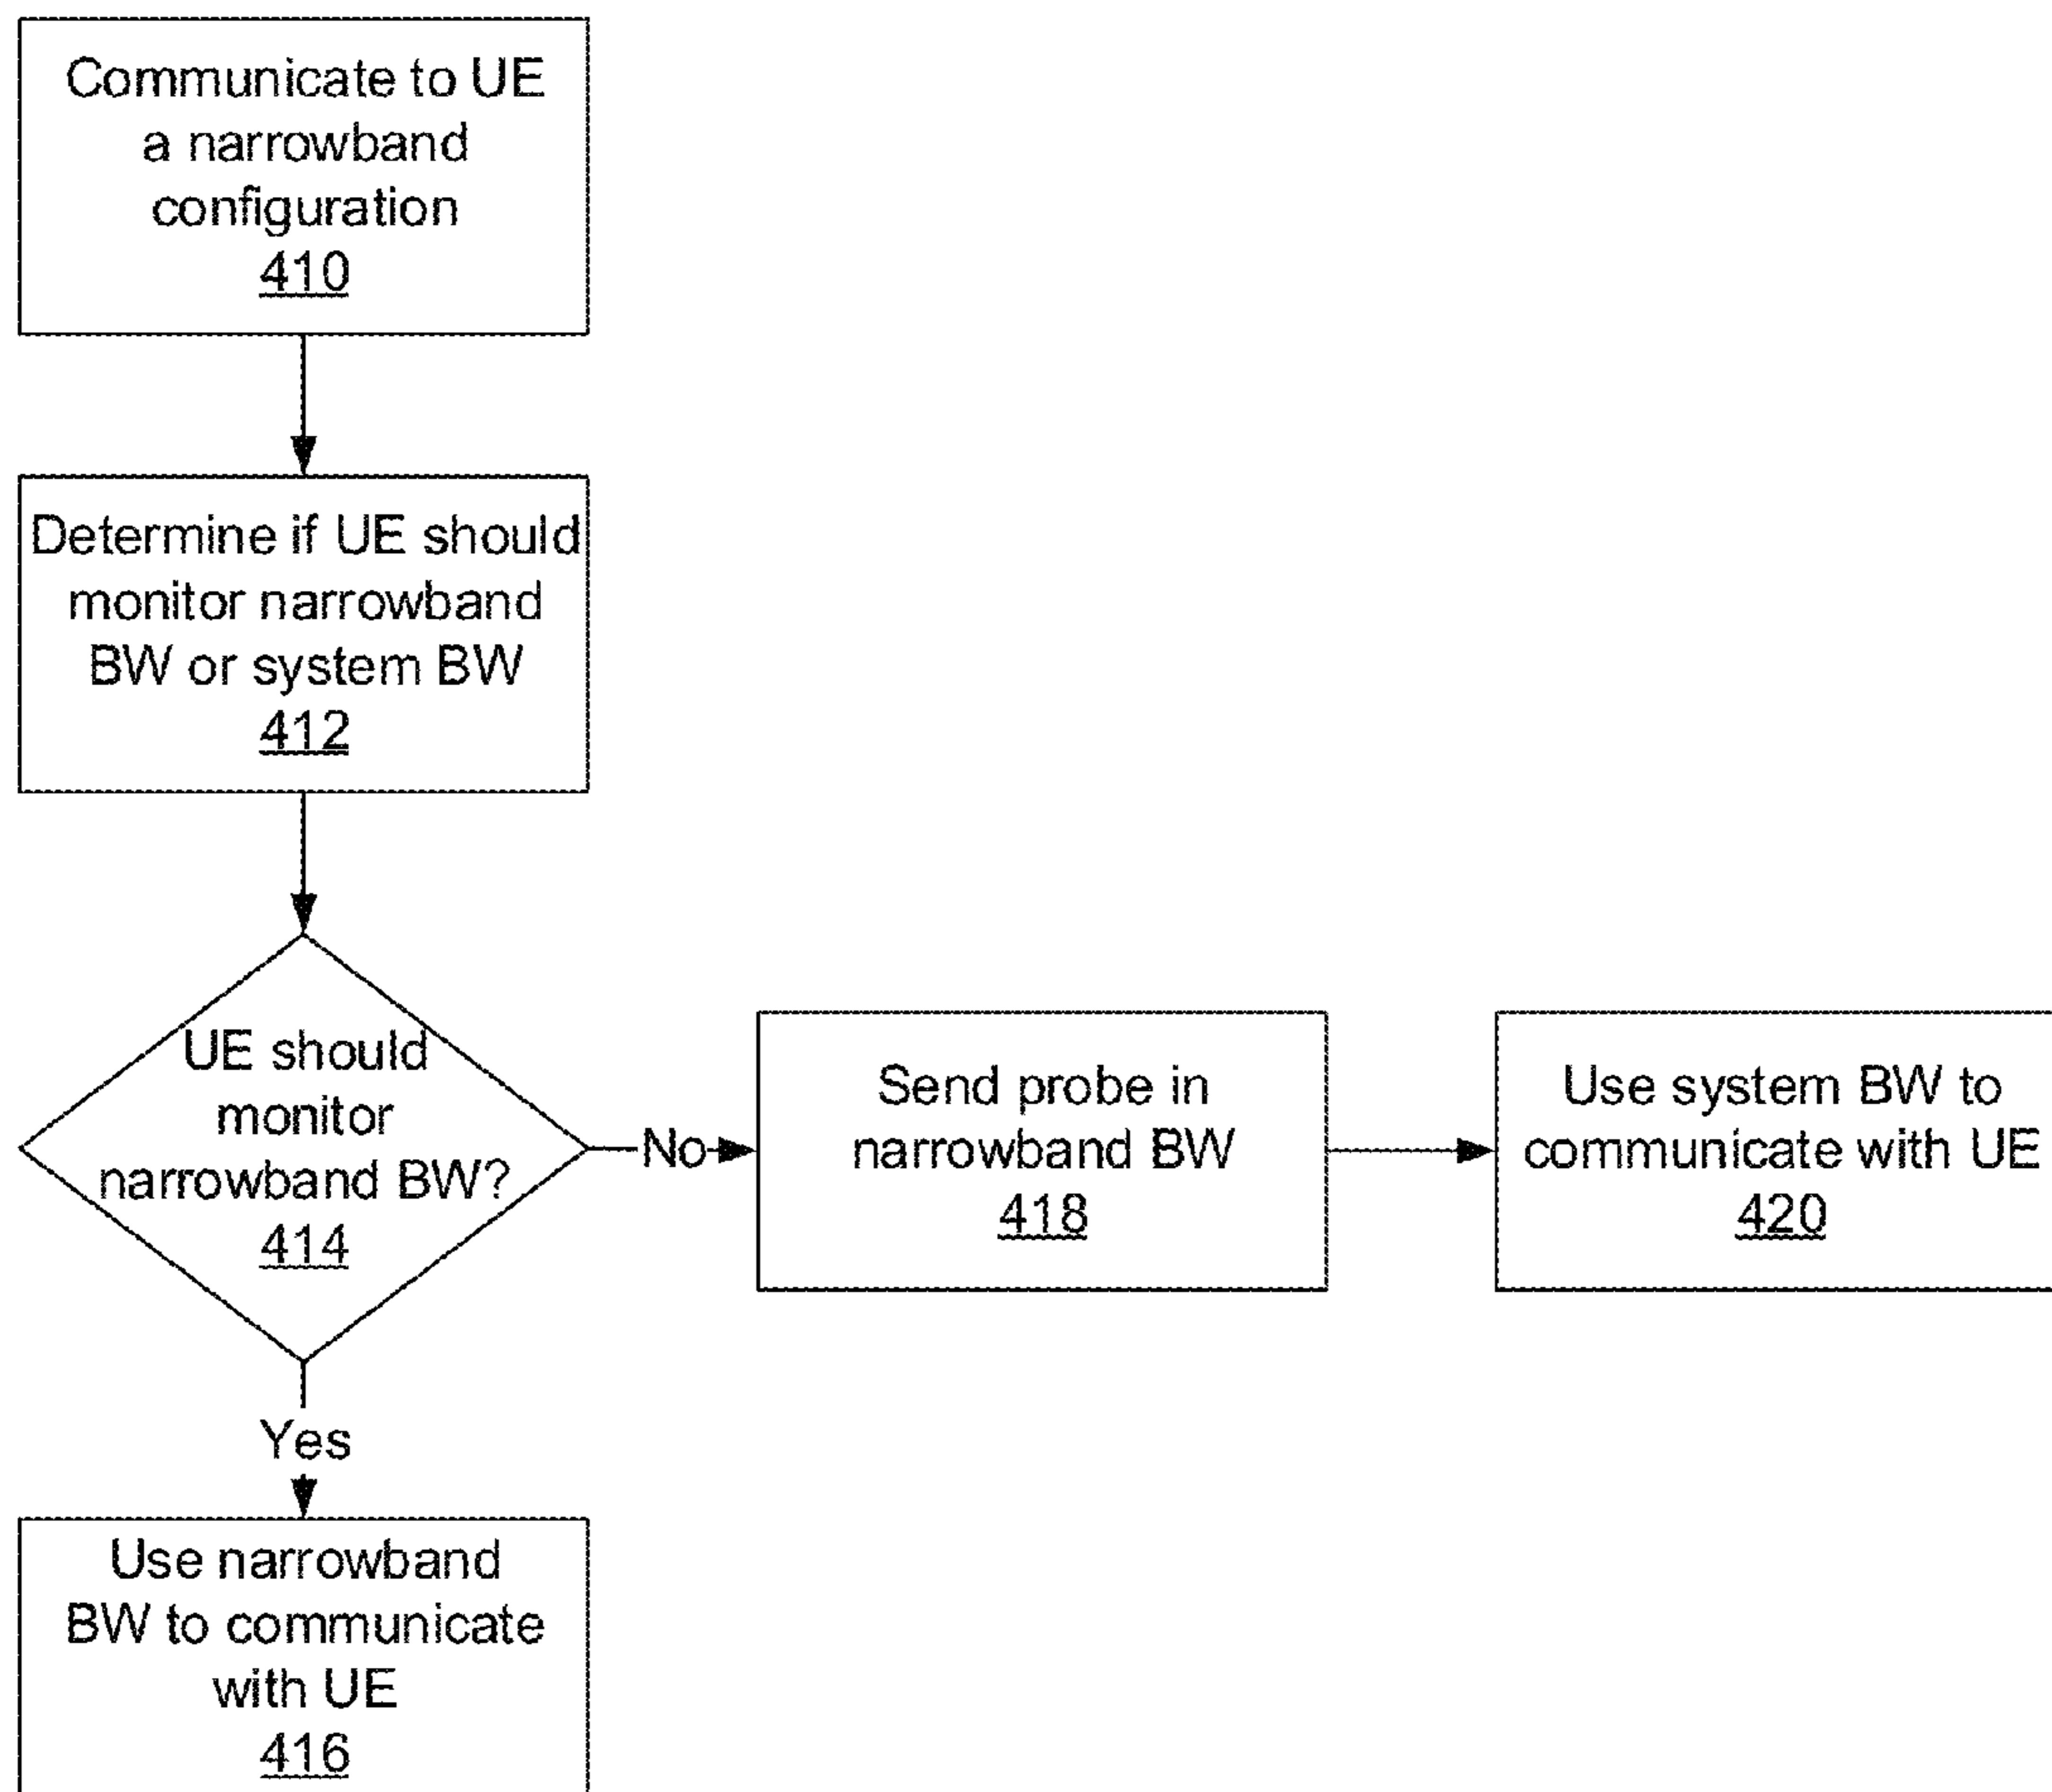 Communicate to UE
a narrowband
configuration
410
Determine if UE should
monitor narrowband
BW or system BW
412
UE should
monitor
narrowband BW?
414
No
Send probe in
narrowband BW
418
Use system BW to
communicate with UE
420
Yes
Use narrowband
BW to communicate
with UE
416